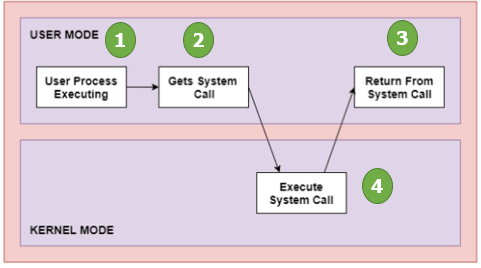 USER MODE
1
2
3
User Process
Executing
Gets System
Call
Return From
System Call
Execute
System Call
4
KERNEL MODE